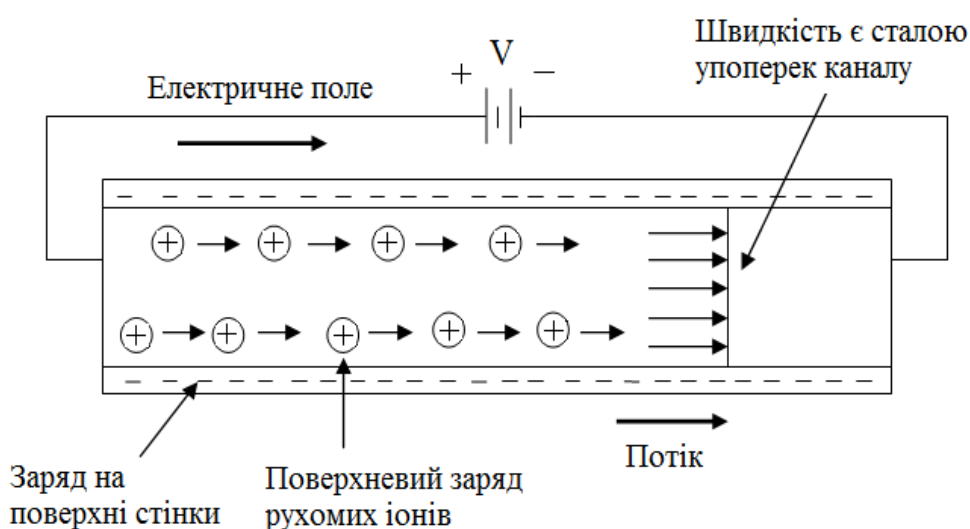 Швидкість є сталою
упоперек каналу
V
+
−
Електричне поле
Потік
Заряд на
поверхні стінки
Поверхневий заряд
рухомих іонів